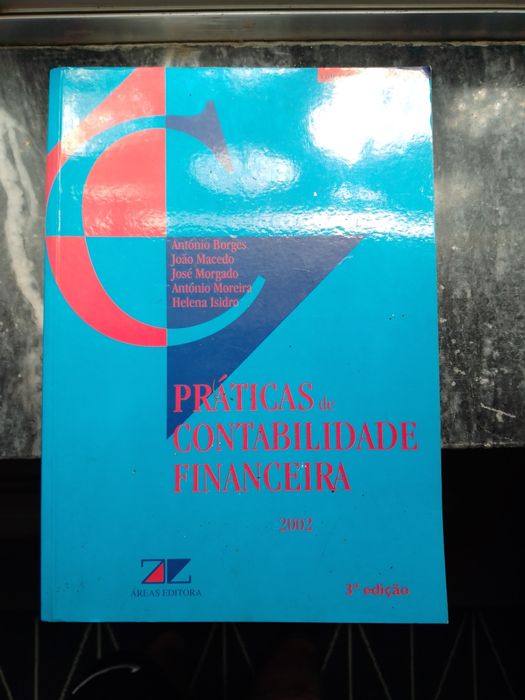 António Borges
João Macedo
José Morgado
António Moreira
Helena Isidro
PRÁTICAS de
CONTABILIDADE
FINANCEIRA
2002
ÁREAS EDITORA
3ª edição